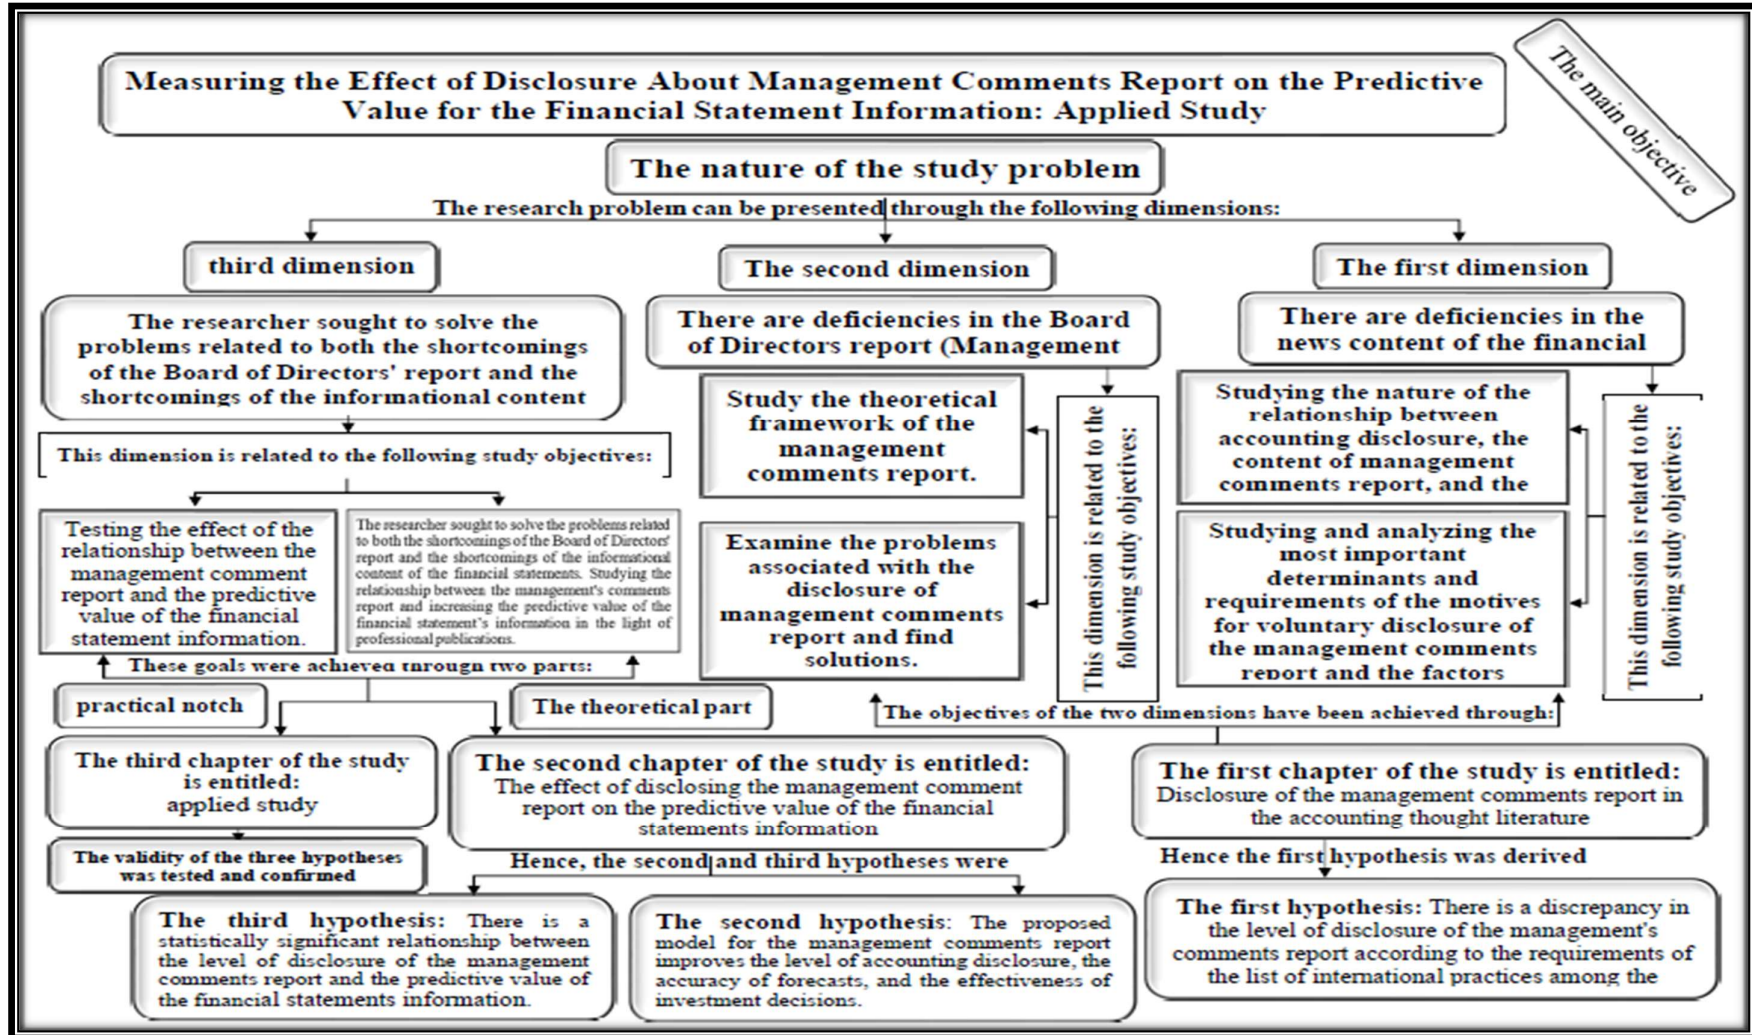 The main objective
Measuring the Effect of Disclosure About Management Comments Report on the Predictive
Value for the Financial Statement Information: Applied Study
The nature of the study problem
The research problem can be presented through the following dimensions:
third dimension
The researcher sought to solve the
problems related to both the shortcomings
of the Board of Directors' report and the
shortcomings of the informational content
This dimension is related to the following study objectives:
Testing the effect of the
relationship between the
management comment
report and the predictive
value of the financial
statement information.
The researcher sought to solve the problems related
to both the shortcomings of the Board of Directors'
report and the shortcomings of the informational
content of the financial statements. Studying the
relationship between the management's comments
report and increasing the predictive value of the
financial statement's information in the light of
professional publications.
These goals were achieved through two parts:
practical notch
The theoretical part
The third chapter of the study
is entitled:
applied study
The validity of the three hypotheses
was tested and confirmed
The second chapter of the study is entitled:
The effect of disclosing the management comment
report on the predictive value of the financial
statements information
Hence, the second and third hypotheses were
The third hypothesis: There is a
statistically significant relationship between
the level of disclosure of the management
comments report and the predictive value of
the financial statements information.
The second hypothesis: The proposed
model for the management comments report
improves the level of accounting disclosure, the
accuracy of forecasts, and the effectiveness of
investment decisions.
The second dimension
There are deficiencies in the Board
of Directors report (Management
This dimension is related to the
following study objectives:
Study the theoretical
framework of the
management
comments report.
Examine the problems
associated with the
disclosure of
management comments
report and find
solutions.
The first dimension
There are deficiencies in the
news content of the financial
This dimension is related to the
following study objectives:
Studying the nature of the
relationship between
accounting disclosure, the
content of management
comments report, and the
Studying and analyzing the
most important
determinants and
requirements of the motives
for voluntary disclosure of
the management comments
report and the factors
The objectives of the two dimensions have been achieved through:
The first chapter of the study is entitled:
Disclosure of the management comments report in
the accounting thought literature
Hence the first hypothesis was derived
The first hypothesis: There is a discrepancy in
the level of disclosure of the management's
comments report according to the requirements of
the list of international practices among the